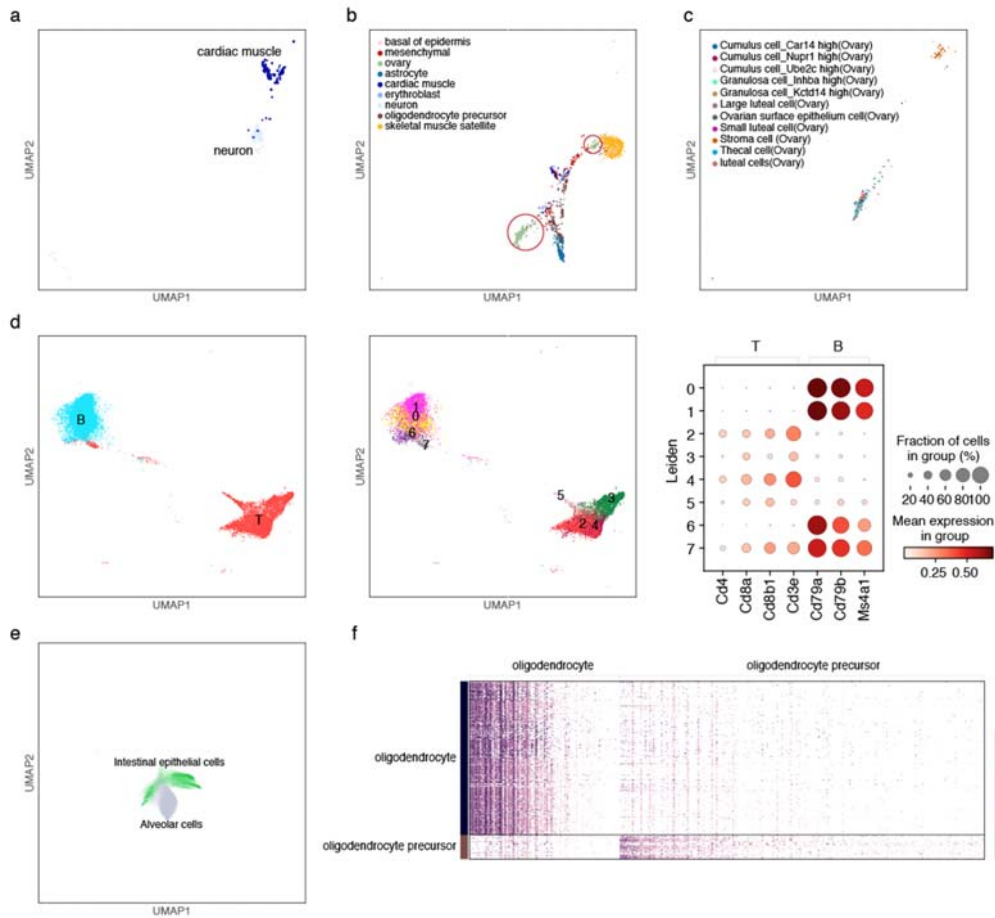 a
cardiac muscle
neuron
UMAP2
UMAP1
b
basal of epidermis
mesenchymal
ovary
astrocyte
cardiac muscle
erythroblast
neuron
oligodendrocyte precursor
skeletal muscle satellite
UMAP2
UMAP1
c
Cumulus cell_Car14 high(Ovary)
Cumulus cell_Nupr1 high(Ovary)
Cumulus cell_Ube2c high(Ovary)
Granulosa cell_Inhba high(Ovary)
Granulosa cell_Kctd14 high(Ovary)
Large luteal cell(Ovary)
Ovarian surface epithelium cell(Ovary)
Small luteal cell(Ovary)
Stroma cell (Ovary)
Thecal cell(Ovary)
luteal cells(Ovary)
UMAP2
UMAP1
d
B
T
UMAP2
UMAP1
1
0
6
7
5
3
2 4
UMAP2
UMAP1
T B
0
1
2
3
4
5
6
7
Leiden
Cd4
Cd8a
Cd8b1
Cd3e
Cd79a
Cd79b
Ms4a1
Fraction of cells
in group (%)
20 40 60 80 100
Mean expression
in group
0.25 0.50
e
Intestinal epithelial cells
Alveolar cells
UMAP2
UMAP1
f
oligodendrocyte oligodendrocyte precursor
oligodendrocyte
oligodendrocyte precursor